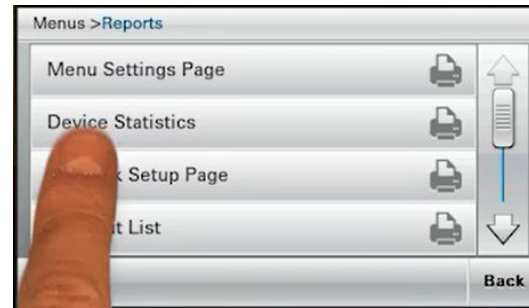 Menus >Reports
Menu Settings Page
Device Statistics
Setup Page
List
Back